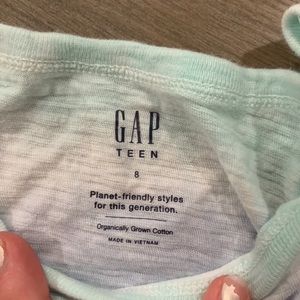 GAP
TEEN
8
Planet-friendly styles
for this generation.
Organically Grown Cotton
MADE IN VIETNAM